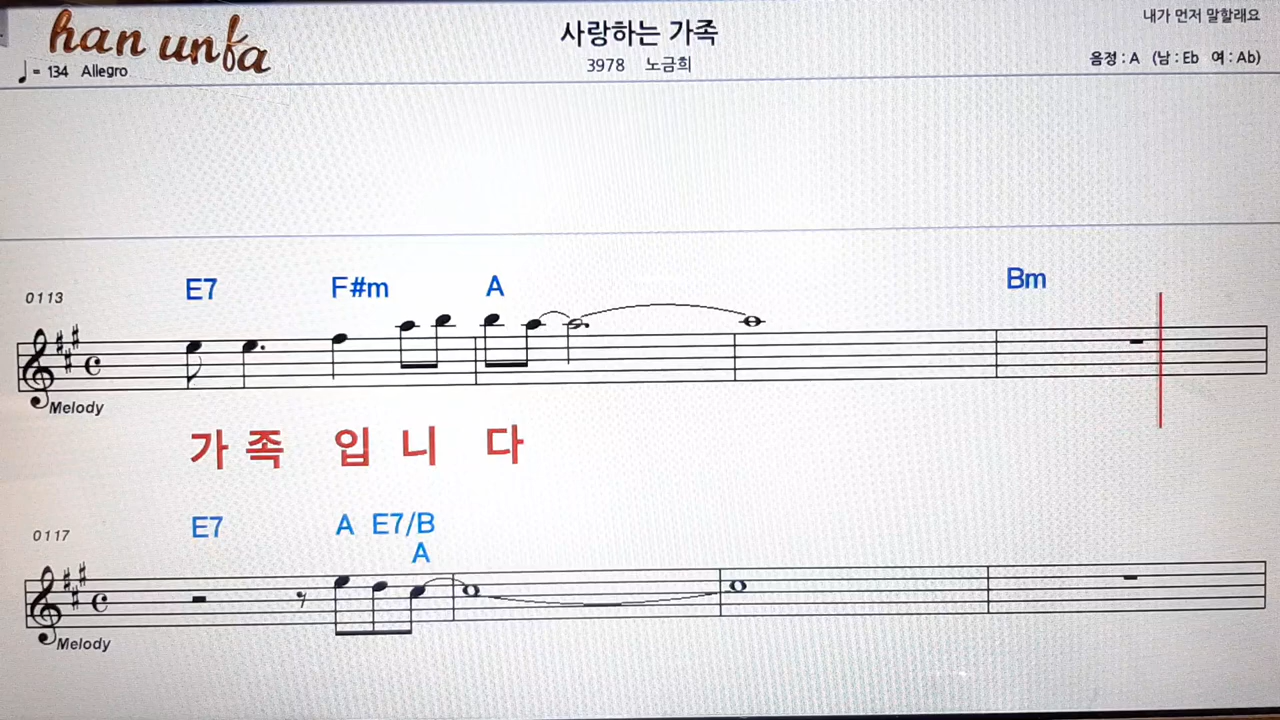 han unfa
사랑하는 가족
내가 먼저 말할래요
♩= 134 Allegro
3978 노금희
음정 : A (남 : Eb 여 : Ab)
E7 F#m A Bm
0113
Melody
가 족 입 니 다
E7 A E7/B
A
0117
Melody